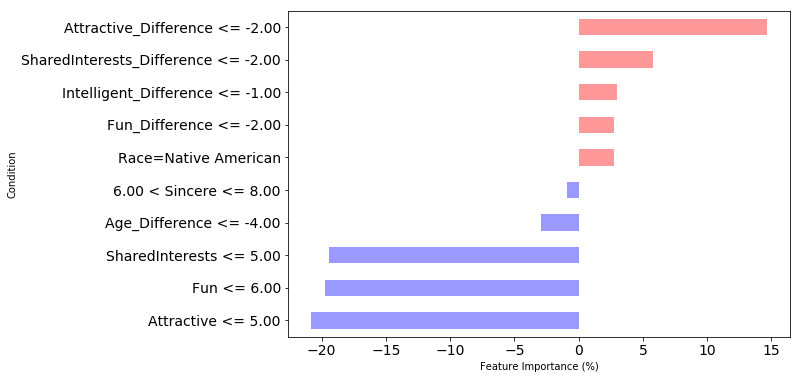 Attractive_Difference <= -2.00
SharedInterests_Difference <= -2.00
Intelligent_Difference <= -1.00
Fun_Difference <= -2.00
Race=Native American
6.00 < Sincere <= 8.00
Age_Difference <= -4.00
SharedInterests <= 5.00
Fun <= 6.00
Attractive <= 5.00
Condition
−20 −15 −10 −5 0 5 10 15
Feature Importance (%)